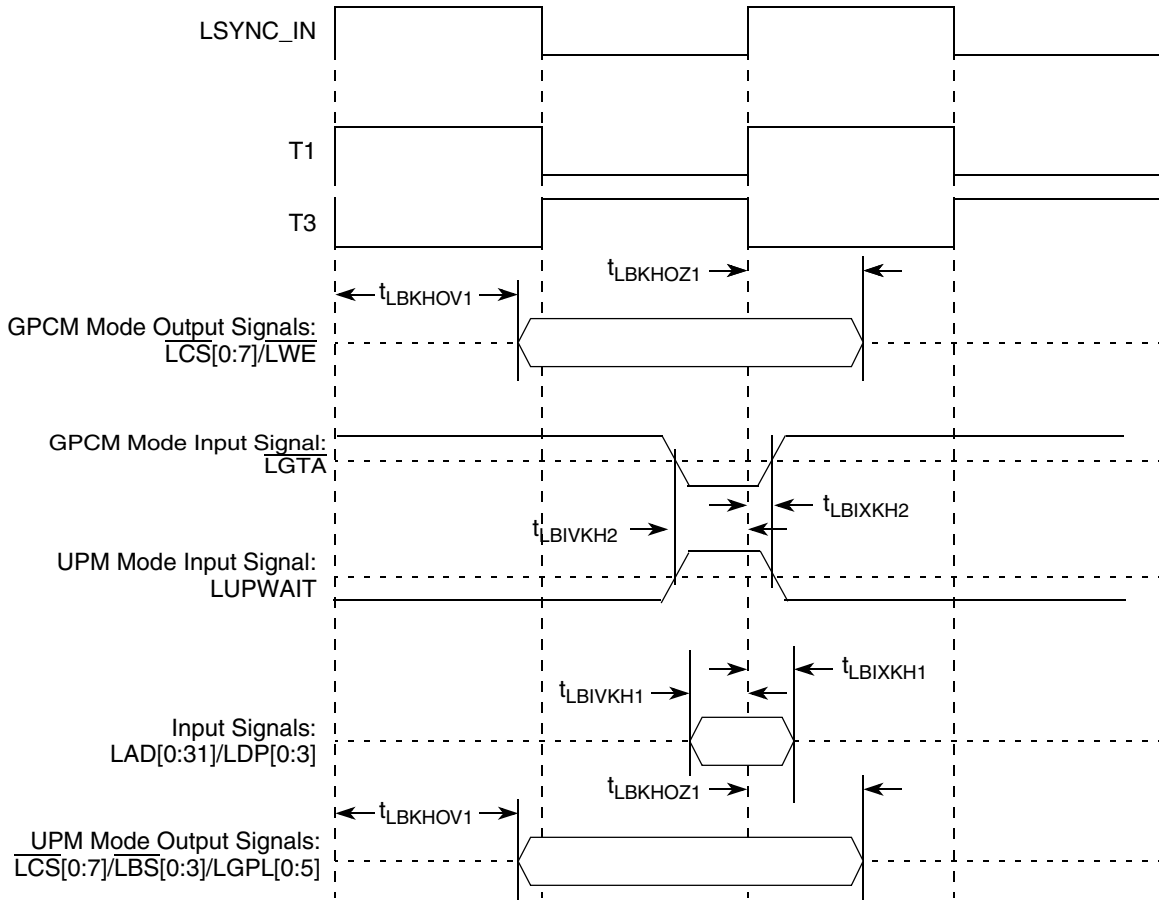 LSYNC_IN
T1
T3
tLBKHOZ1
tLBKHOV1
GPCM Mode Output Signals:
LCS[0:7]/LWE
GPCM Mode Input Signal:
LGTA
tLBIXKH2
tLBIVKH2
UPM Mode Input Signal:
LUPWAIT
tLBIXKH1
tLBIVKH1
Input Signals:
LAD[0:31]/LDP[0:3]
tLBKHOZ1
tLBKHOV1
UPM Mode Output Signals:
LCS[0:7]/LBS[0:3]/LGPL[0:5]